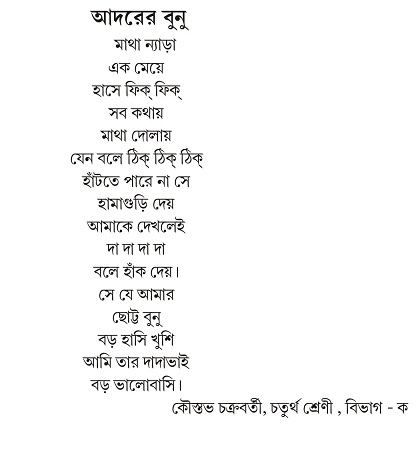 আদরের বুনু
মাথা ন্যাড়া
এক মেয়ে
হাসে ফিক্ ফিক্
সব কথায়
মাথা দোলায়
যেন বলে ঠিক্ ঠিক্ ঠিক্
হাঁটতে পারে না সে
হামাগুড়ি দেয়
আমাকে দেখলেই
দা দা দা দা
বলে হাঁক দেয়।
সে যে আমার
ছোট্ট বুনু
বড় হাসি খুশি
আমি তার দাদাভাই
বড় ভালোবাসি।
কৌস্তভ চক্রবর্তী, চতুর্থ শ্রেণী , বিভাগ - ক